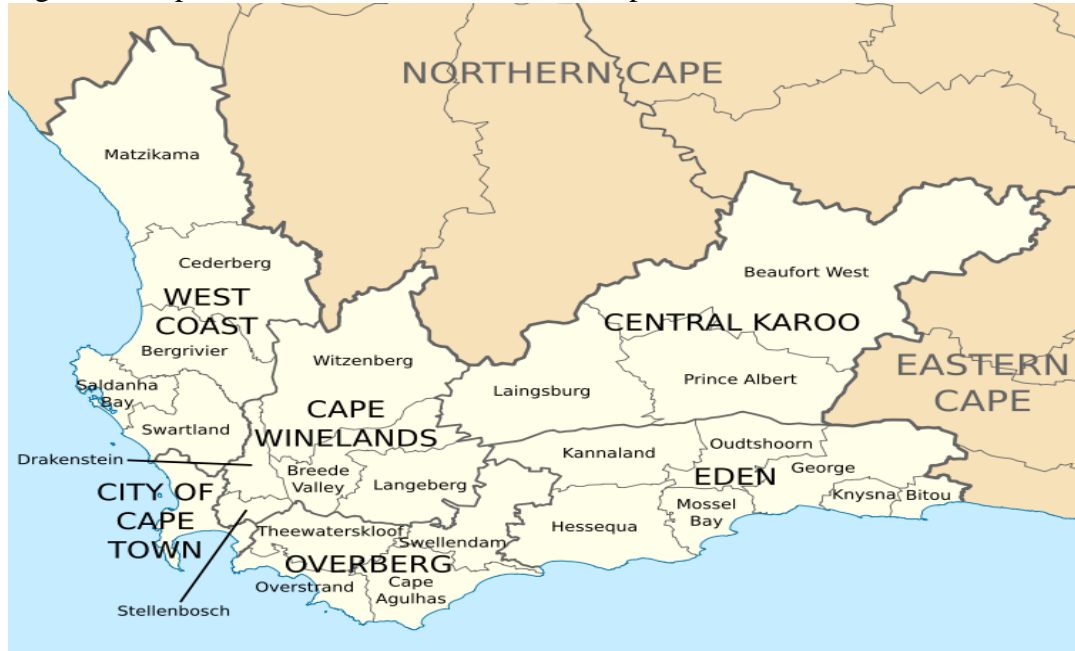 NORTHERN CAPE
Matzikama
Cederberg
Beaufort West
WEST
COAST
CENTRAL KAROO
Bergrivier
Witzenberg
EASTERN
CAPE
Saldanha
Bay
Laingsburg
Prince Albert
CAPE
WINELANDS
Swartland
Drakenstein
Kannaland
Oudtshoorn
Breede
Valley
Langeberg
EDEN
George
CITY OF
CAPE
TOWN
Knysna
Bitou
Mossel
Bay
Hessequa
Theewaterskloof
Swellendam
OVERBERG
Overstrand
Cape
Agulhas
Stellenbosch